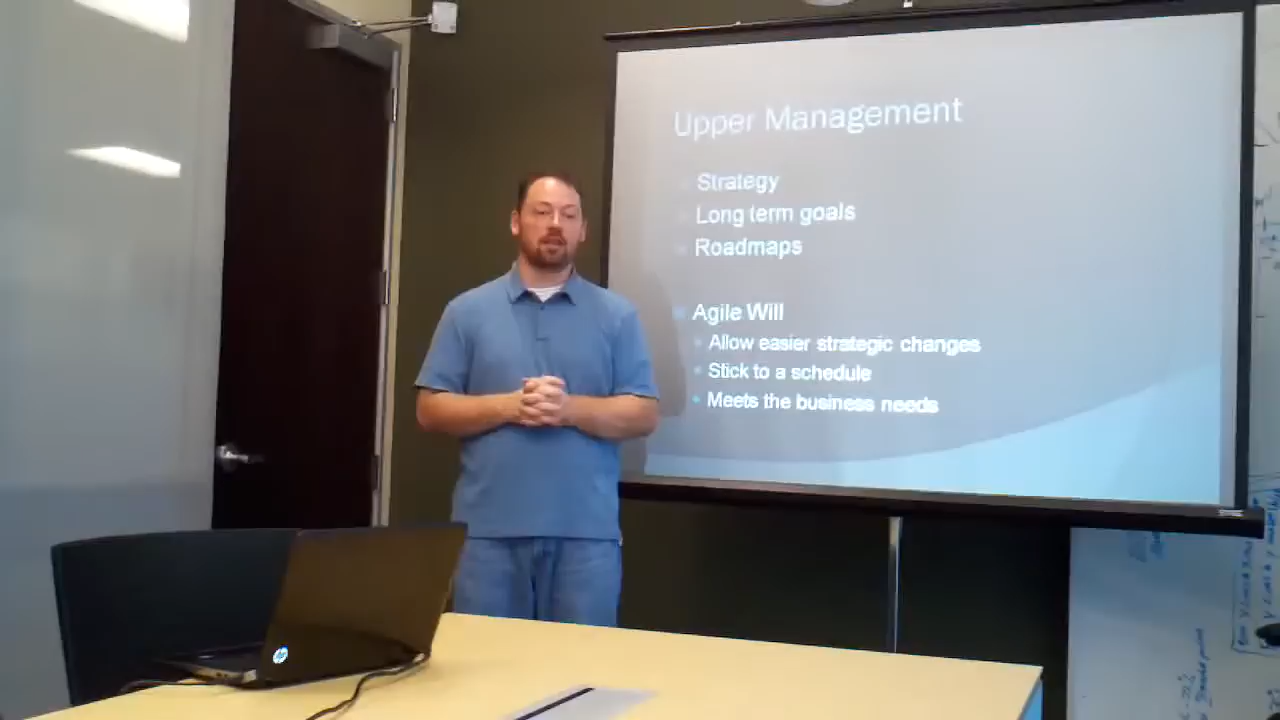 Upper Management
Strategy
Long term goals
Roadmaps
Agile Will
Allow easier strategic changes
Stick to a schedule
Meets the business needs
hp